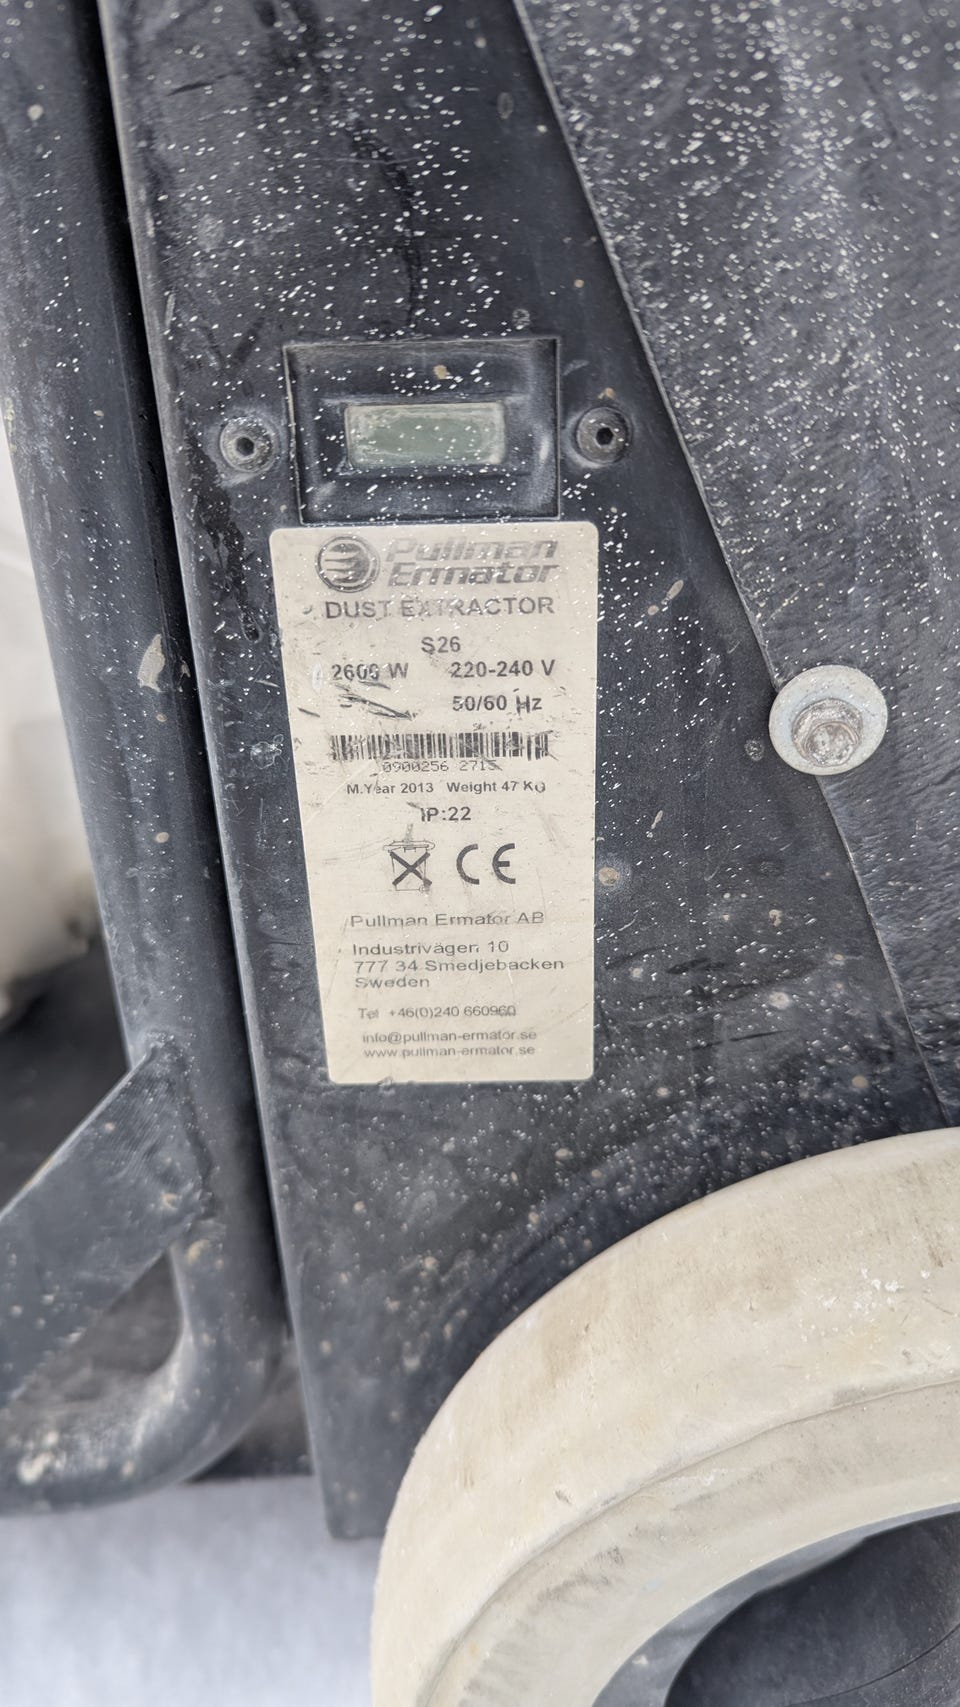 Pullman
Ermator
DUST EXTRACTOR
S26
2600 W 220-240 V
50/60 Hz
0900256
M.Year 2013 Weight 47 KG
IP:22
CE
Pullman Ermator AB
Industrivägen 10
777 34 Smedjebacken
Sweden
Tel +46(0)240 660960
info@pullman-ermator.se
www.pullman-ermator.se